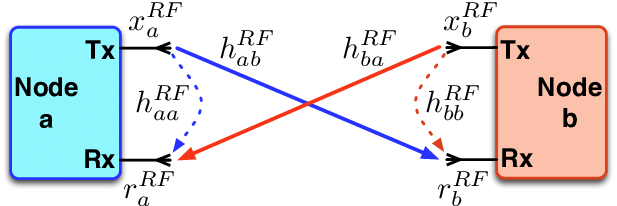 x_a^{RF} x_b^{RF}
Tx h_{ab}^{RF} h_{ba}^{RF} Tx
Node a h_{aa}^{RF} h_{bb}^{RF} Node b
Rx Rx
r_a^{RF} r_b^{RF}